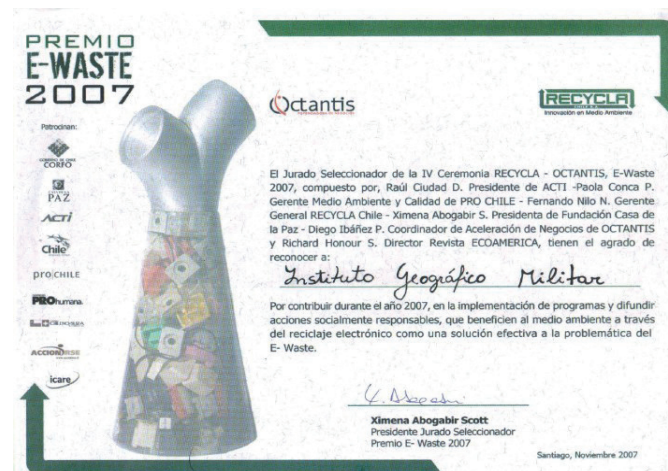 PREMIO
E-WASTE
2007
Octantis
RECYCLA
Innovación en Medio Ambiente
Patrocinan:
CORFO
PAZ
ACTI
Chile
PROCHILE
PROhumana
ACCIONRSE
icare
El Jurado Seleccionador de la IV Ceremonia RECYCLA - OCTANTIS, E-Waste
2007, compuesto por, Raúl Ciudad D. Presidente de ACTI -Paola Conca P.
Gerente Medio Ambiente y Calidad de PRO CHILE - Fernando Nilo N. Gerente
General RECYCLA Chile - Ximena Abogabir S. Presidenta de Fundación Casa de
la Paz - Diego Ibáñez P. Coordinador de Aceleración de Negocios de OCTANTIS
y Richard Honour S. Director Revista ECOAMERICA, tienen el agrado de
reconocer a:
Instituto Geográfico Militar
Por contribuir durante el año 2007, en la implementación de programas y difundir
acciones socialmente responsables, que beneficien al medio ambiente a través
del reciclaje electrónico como una solución efectiva a la problemática del
E- Waste.
Ximena Abogabir Scott
Presidente Jurado Seleccionador
Premio E- Waste 2007
Santiago, Noviembre 2007